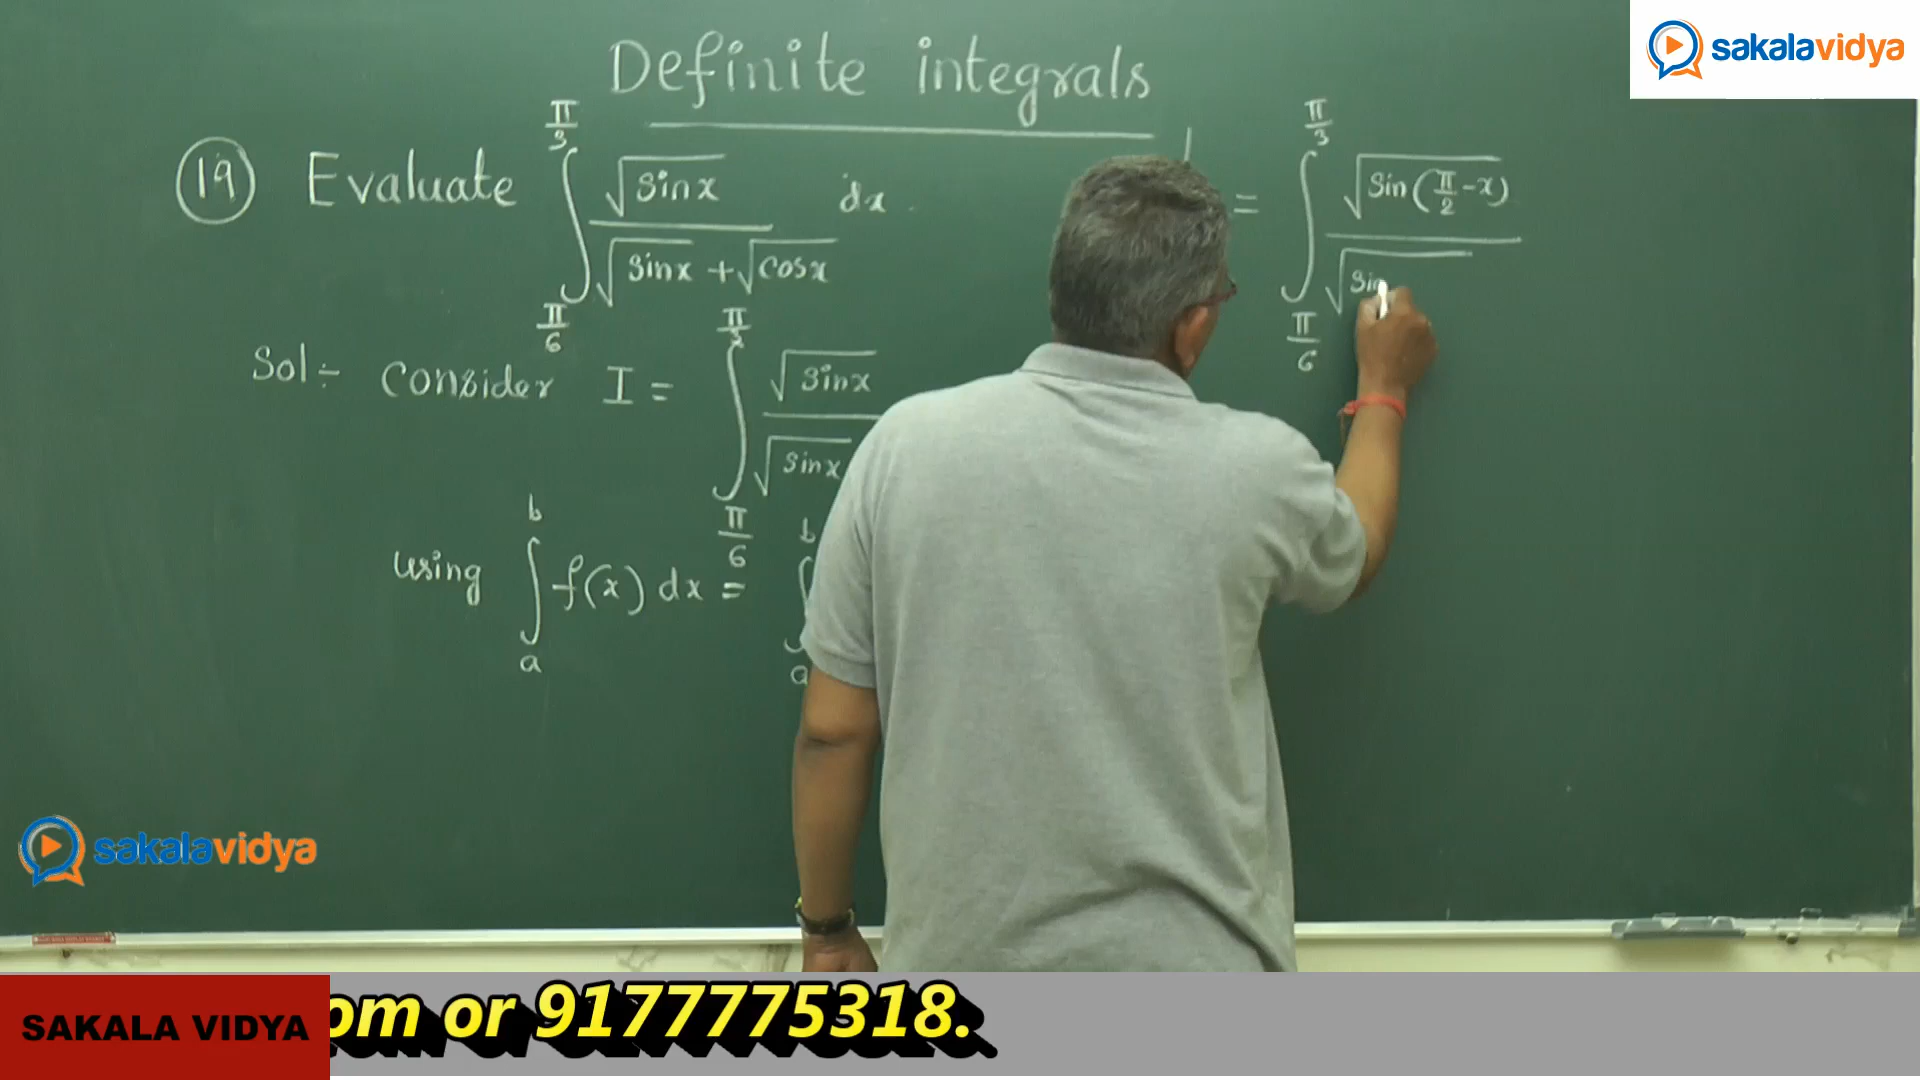 sakalavidya
Definite integrals
19 Evaluate ∫_{π/6}^{π/3} √sinx / (√sinx + √cosx) dx.
Sol÷ Consider I = ∫_{π/6}^{π/3} √sinx / √sinx
using ∫_a^b f(x) dx = ∫_a^b
= ∫_{π/6}^{π/3} √sin(π/2 - x) / √sin
sakalavidya
SAKALA VIDYA
om or 9177775318.